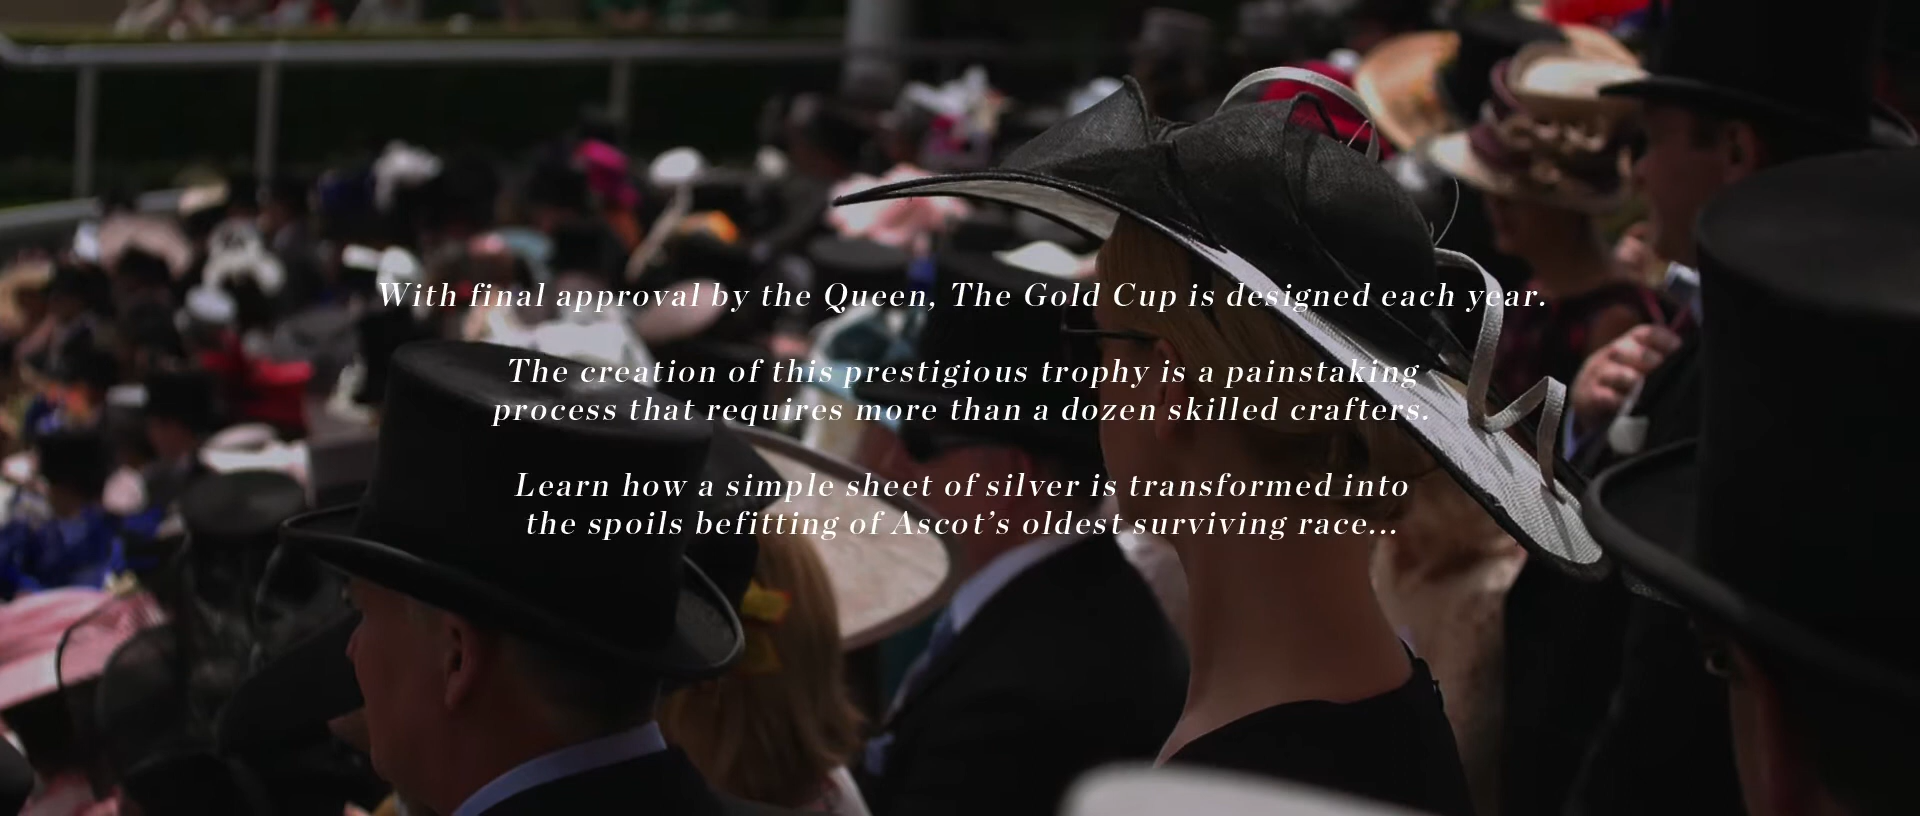 With final approval by the Queen, The Gold Cup is designed each year.
The creation of this prestigious trophy is a painstaking
process that requires more than a dozen skilled crafters.
Learn how a simple sheet of silver is transformed into
the spoils befitting of Ascot’s oldest surviving race...